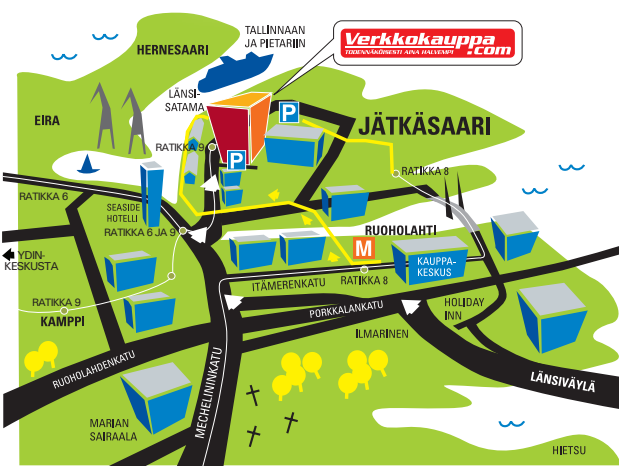 TALLINNAAN
JA PIETARIIN
Verkkokauppa
.com
TODENNÄKÖISESTI AINA HALVEMPI
HERNESAARI
LÄNSI-
SATAMA
EIRA
P
JÄTKÄSAARI
RATIKKA 9
P
RATIKKA 8
RATIKKA 6
SEASIDE
HOTELLI
RATIKKA 6 JA 9
M
RUOHOLAHTI
YDIN-
KESKUSTA
KAUPPA-
KESKUS
ITÄMERENKATU
RATIKKA 8
RATIKKA 9
KAMPPI
PORKKALANKATU
HOLIDAY
INN
ILMARINEN
RUOHOLAHDENKATU
MECHELININKATU
LÄNSIVÄYLÄ
MARIAN
SAIRAALA
HIETSU